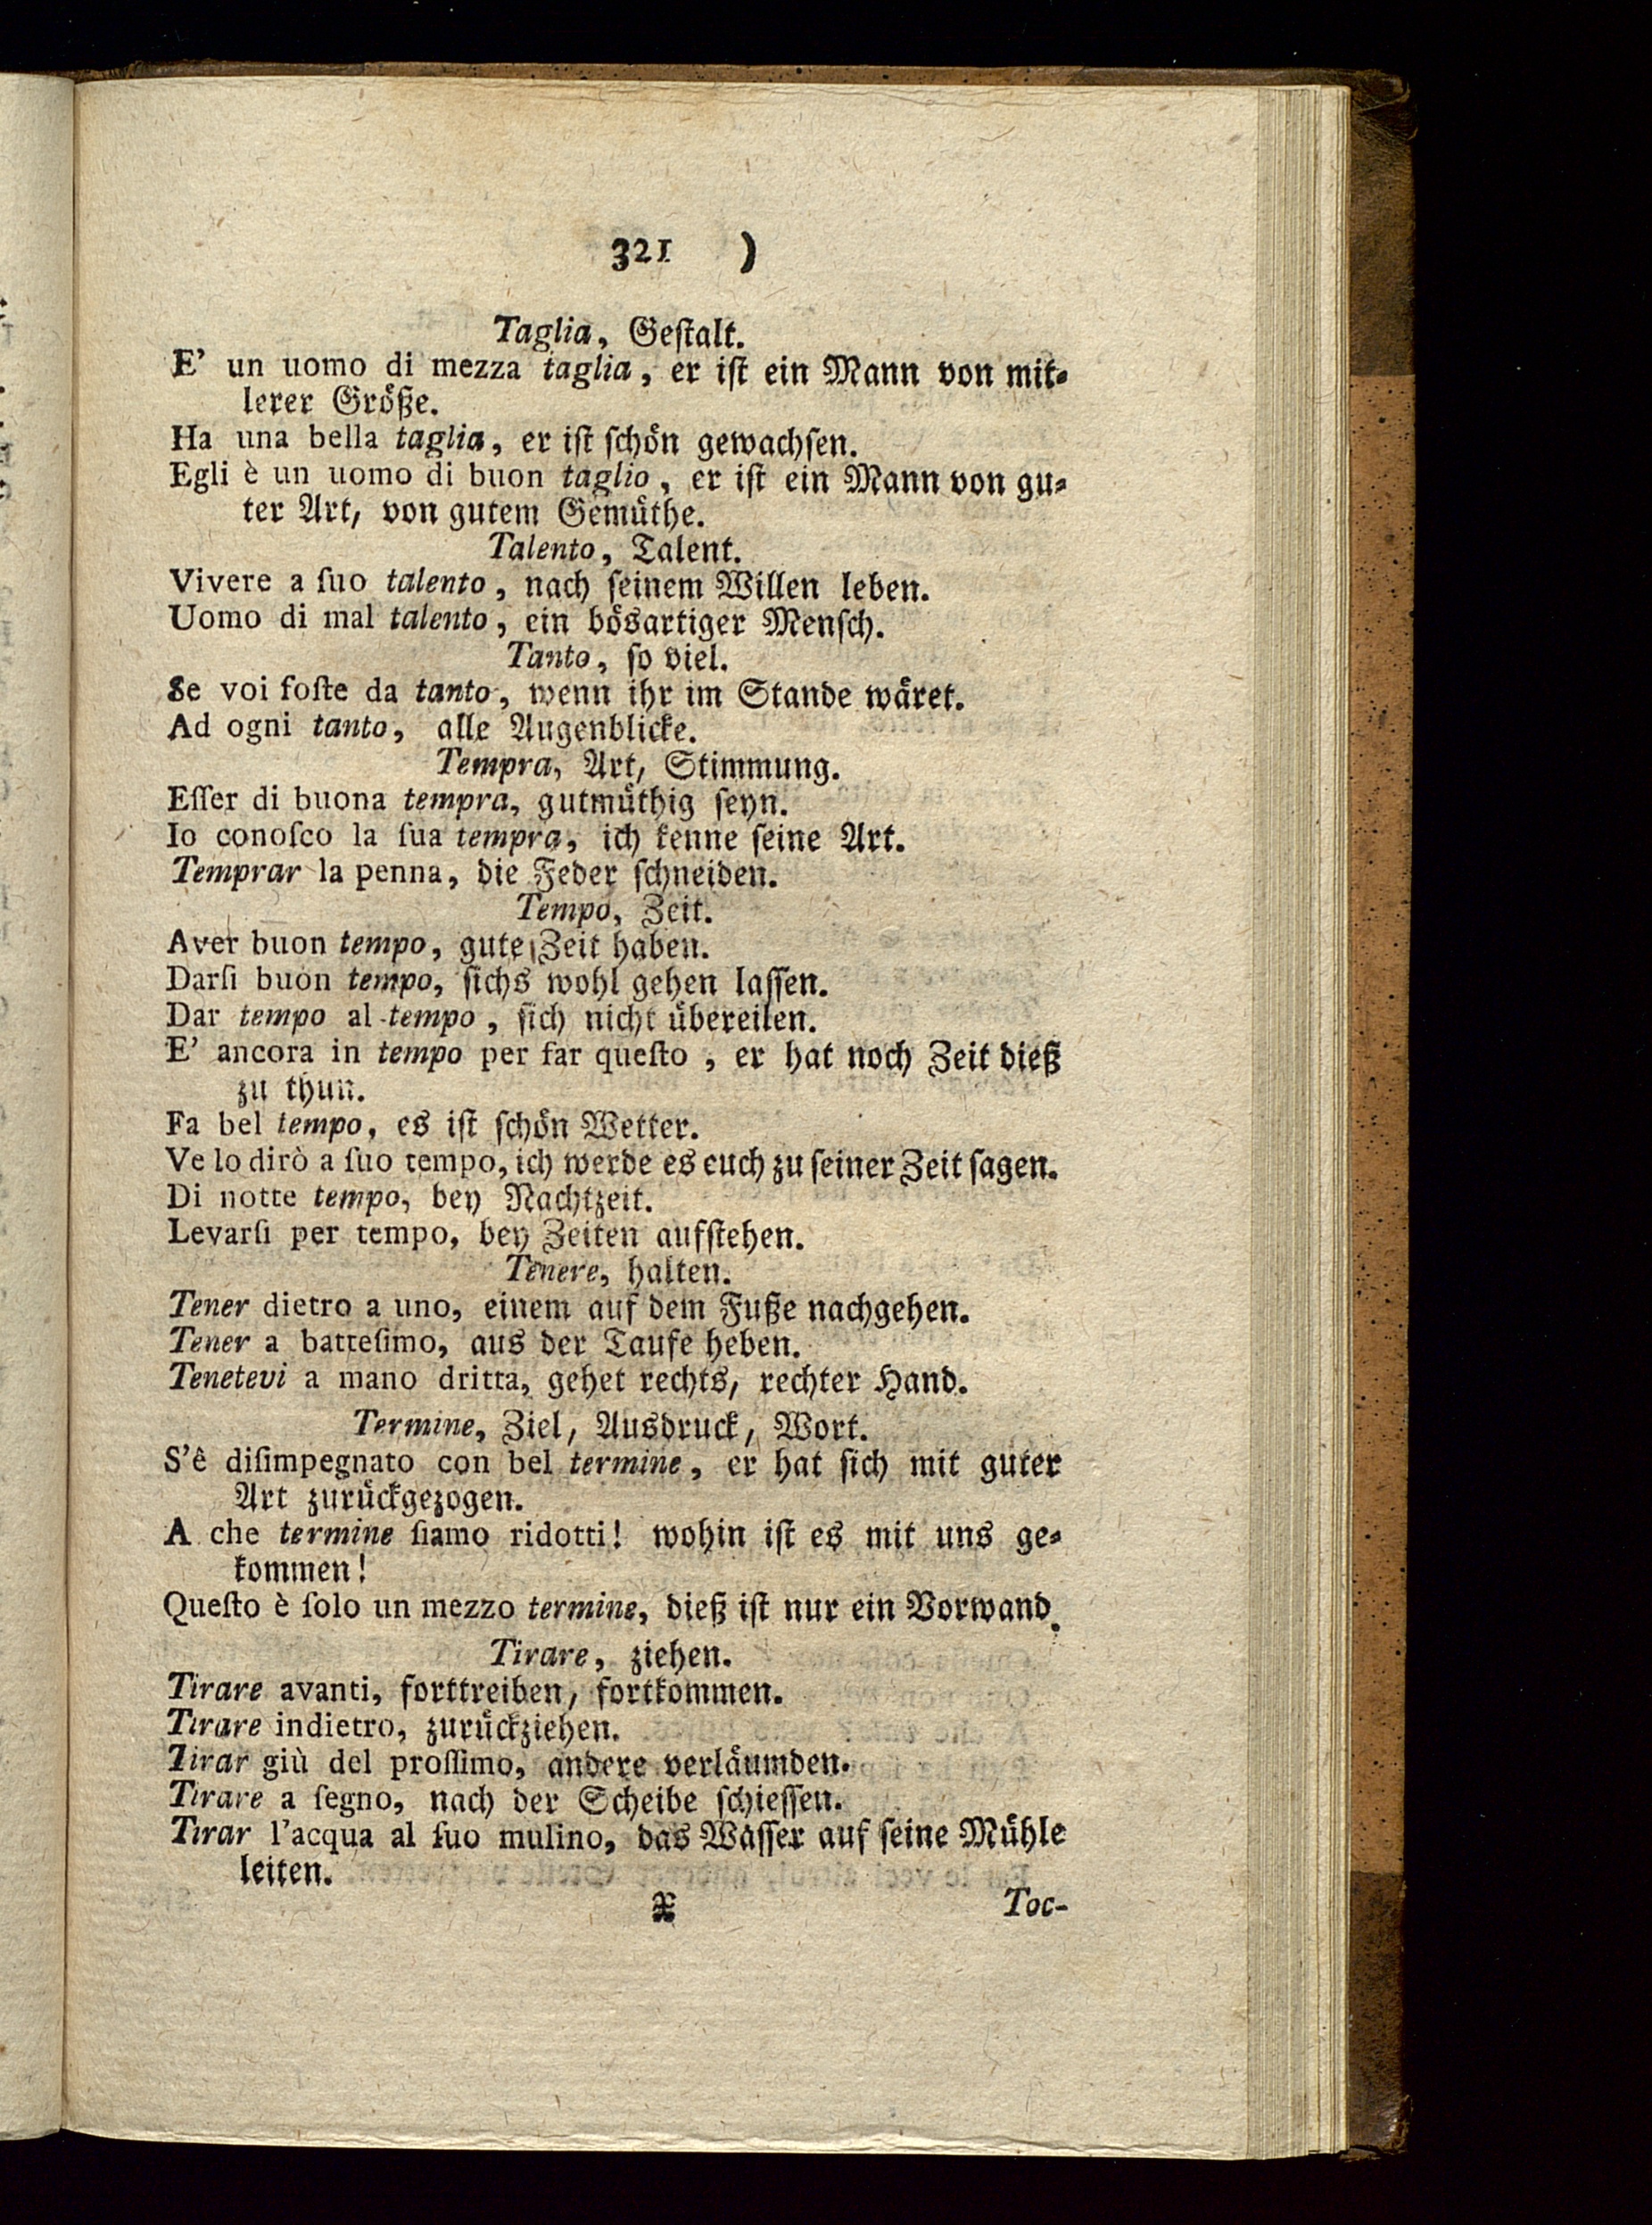 321 )
Taglia, Geſtalt.
E' un uomo di mezza taglia, er iſt ein Mann von mit⸗
lerer Größe.
Ha una bella taglia, er iſt ſchön gewachſen.
Egli è un uomo di buon taglio, er iſt ein Mann von gu⸗
ter Art, von gutem Gemüthe.
Talento, Talent.
Vivere a ſuo talento, nach ſeinem Willen leben.
Uomo di mal talento, ein bösartiger Menſch.
Tanto, ſo viel.
Se voi foſte da tanto, wenn ihr im Stande wäret.
Ad ogni tanto, alle Augenblicke.
Tempra, Art, Stimmung.
Eſſer di buona tempra, gutmüthig ſeyn.
Io conoſco la ſua tempra, ich kenne ſeine Art.
Temprar la penna, die Feder ſchneiden.
Tempo, Zeit.
Aver buon tempo, gute Zeit haben.
Darſi buon tempo, ſichs wohl gehen laſſen.
Dar tempo al tempo, ſich nicht übereilen.
E' ancora in tempo per far queſto, er hat noch Zeit dieß
zu thun.
Fa bel tempo, es iſt ſchön Wetter.
Ve lo dirò a ſuo tempo, ich werde es euch zu ſeiner Zeit ſagen.
Di notte tempo, bey Nachtzeit.
Levarſi per tempo, bey Zeiten aufſtehen.
Tenere, halten.
Tener dietro a uno, einem auf dem Fuße nachgehen.
Tener a batteſimo, aus der Taufe heben.
Tenetevi a mano dritta, gehet rechts, rechter Hand.
Termine, Ziel, Ausdruck, Wort.
S'ê diſimpegnato con bel termine, er hat ſich mit guter
Art zurückgezogen.
A che termine ſiamo ridotti! wohin iſt es mit uns ge⸗
kommen!
Queſto è ſolo un mezzo termine, dieß iſt nur ein Vorwand.
Tirare, ziehen.
Tirare avanti, forttreiben, fortkommen.
Tirare indietro, zurückziehen.
Tirar giù del proſſimo, andere verläumden.
Tirare a ſegno, nach der Scheibe ſchieſſen.
Tirar l'acqua al ſuo mulino, das Waſſer auf ſeine Mühle
leiten.
X Toc-